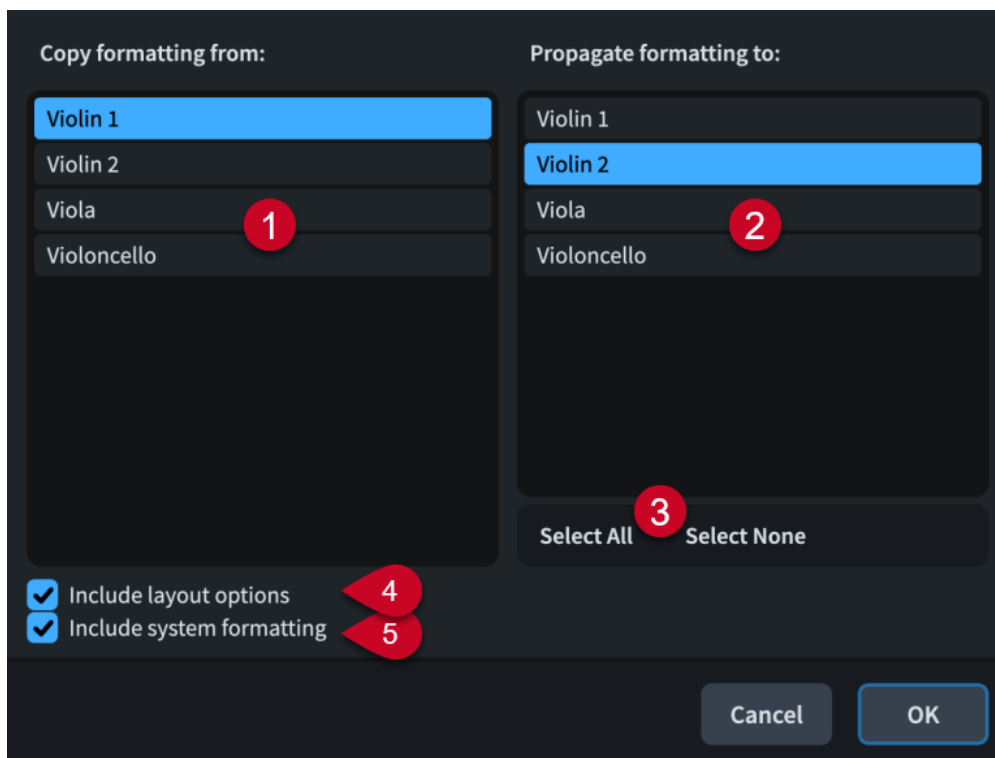 Copy formatting from:
Violin 1
Violin 2
Viola
Violoncello
1
Propagate formatting to:
Violin 1
Violin 2
Viola
Violoncello
2
3
Select All Select None
Include layout options 4
Include system formatting 5
Cancel OK